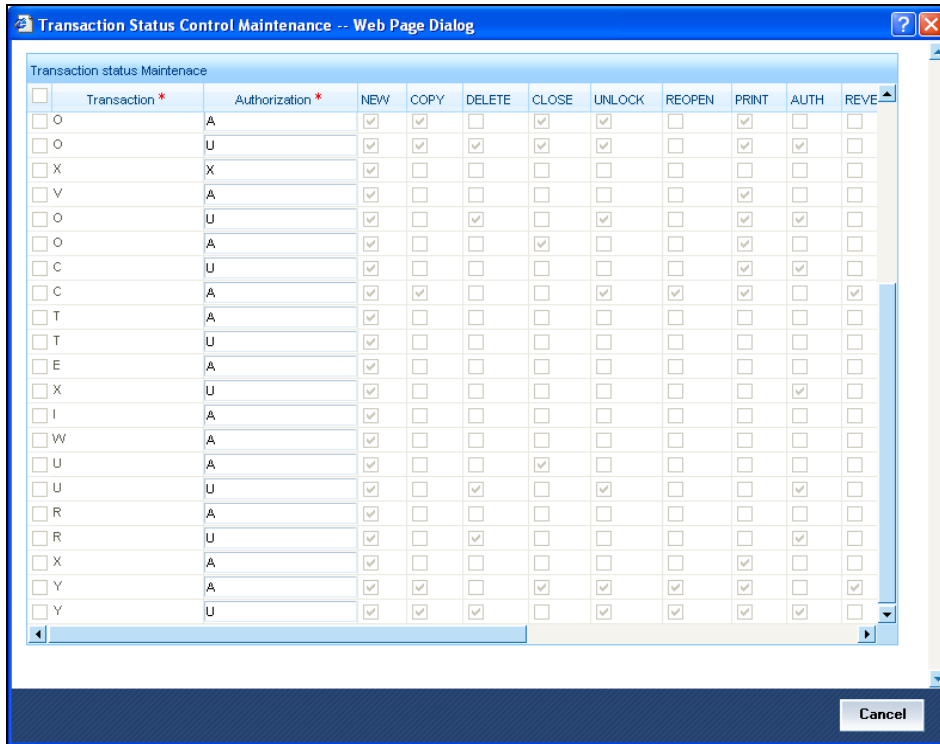 Transaction Status Control Maintenance -- Web Page Dialog
Transaction status Maintenace
Transaction * Authorization * NEW COPY DELETE CLOSE UNLOCK REOPEN PRINT AUTH REVE
O A
O U
X X
V A
O U
O A
C U
C A
T A
T U
E A
X U
I A
W A
U A
U U
R A
R U
X A
Y A
Y U
Cancel